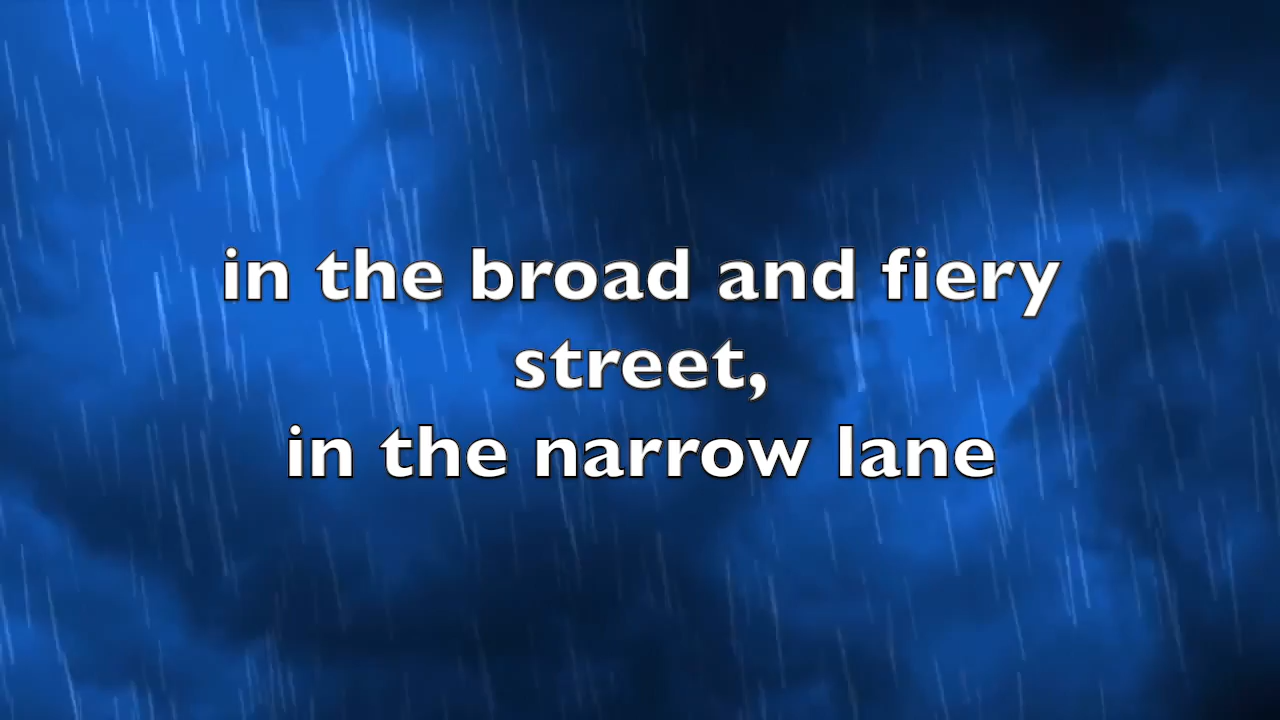 in the broad and fiery
street,
in the narrow lane